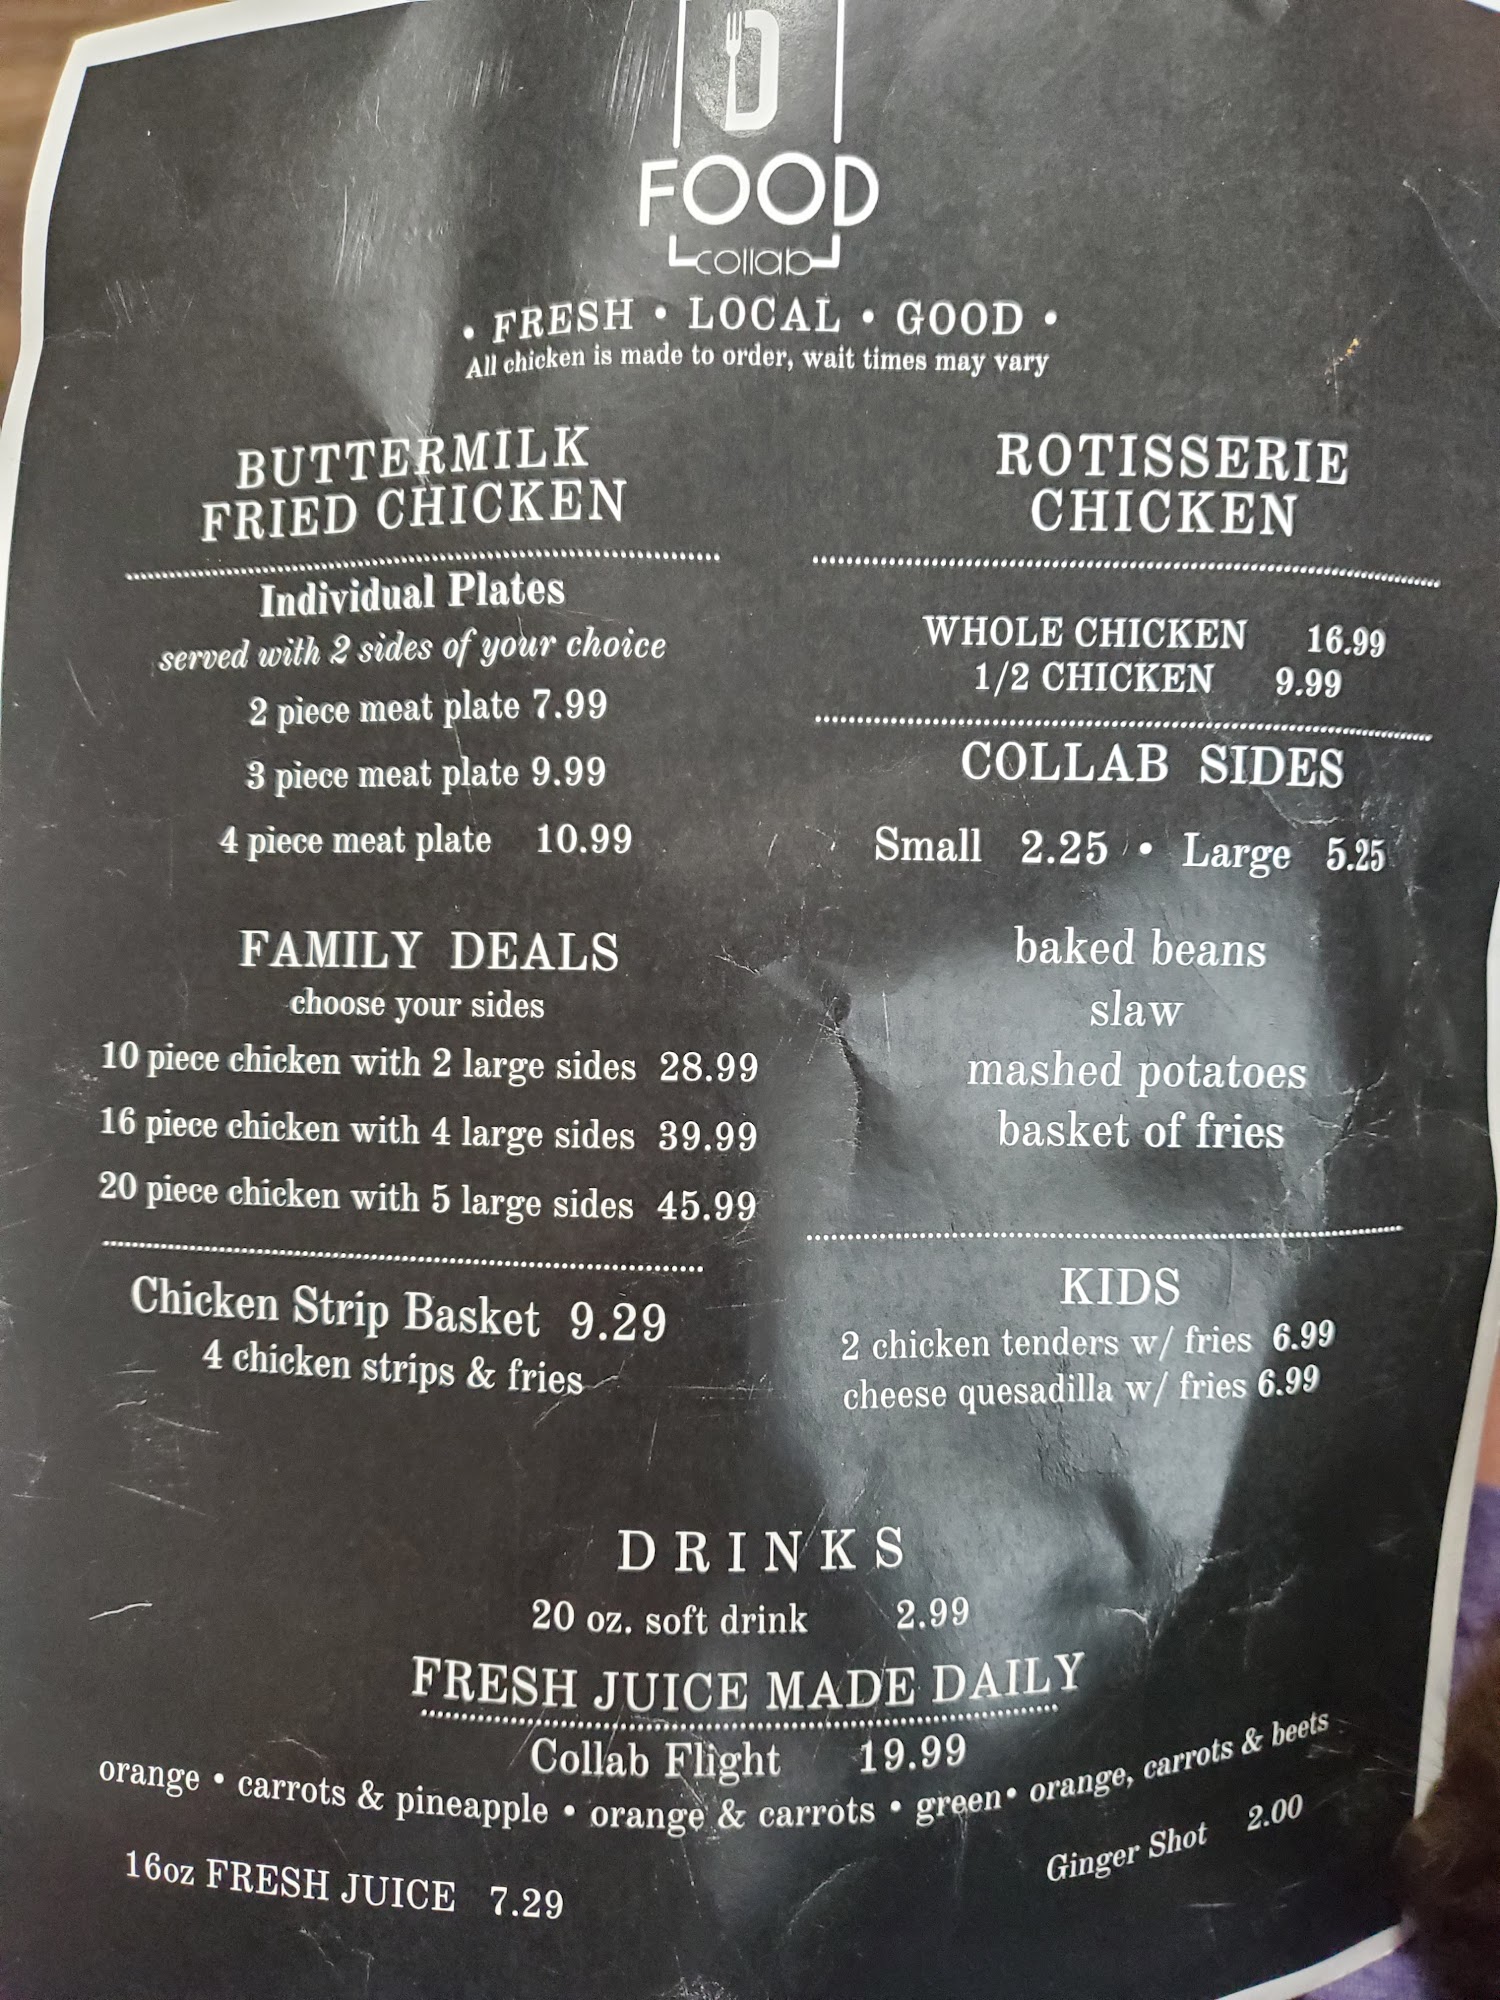 D
FOOD
collab
• FRESH • LOCAL • GOOD •
All chicken is made to order, wait times may vary
BUTTERMILK
FRIED CHICKEN
Individual Plates
served with 2 sides of your choice
2 piece meat plate 7.99
3 piece meat plate 9.99
4 piece meat plate 10.99
FAMILY DEALS
choose your sides
10 piece chicken with 2 large sides 28.99
16 piece chicken with 4 large sides 39.99
20 piece chicken with 5 large sides 45.99
Chicken Strip Basket 9.29
4 chicken strips & fries
ROTISSERIE
CHICKEN
WHOLE CHICKEN 16.99
1/2 CHICKEN 9.99
COLLAB SIDES
Small 2.25 • Large 5.25
baked beans
slaw
mashed potatoes
basket of fries
KIDS
2 chicken tenders w/ fries 6.99
cheese quesadilla w/ fries 6.99
DRINKS
20 oz. soft drink 2.99
FRESH JUICE MADE DAILY
Collab Flight 19.99
orange • carrots & pineapple • orange & carrots • green • orange, carrots & beets
16oz FRESH JUICE 7.29
Ginger Shot 2.00